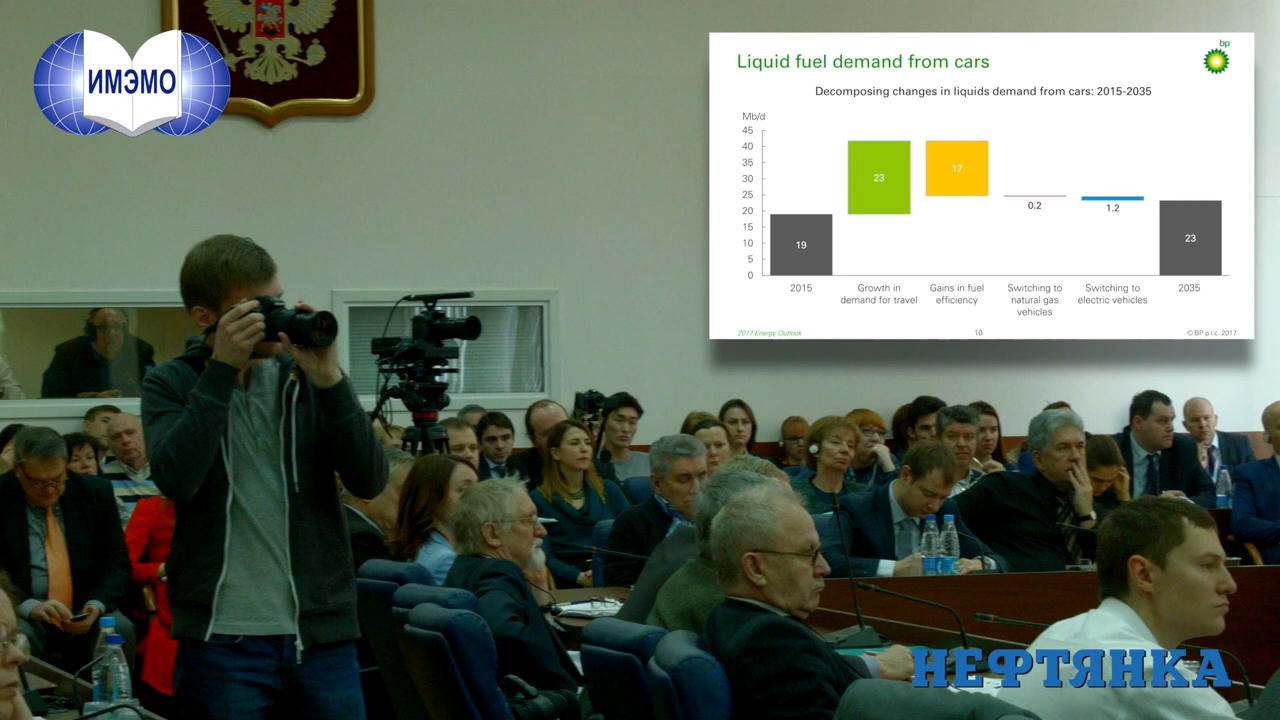 ИМЭМО
bp
Liquid fuel demand from cars
Decomposing changes in liquids demand from cars: 2015-2035
Mb/d
45
40
35
30
25
20
15
10
5
0
19
23
17
0.2
1.2
23
2015
Growth in
demand for travel
Gains in fuel
efficiency
Switching to
natural gas
vehicles
Switching to
electric vehicles
2035
2017 Energy Outlook
10
© BP p.l.c. 2017
НЕФТЯНКА